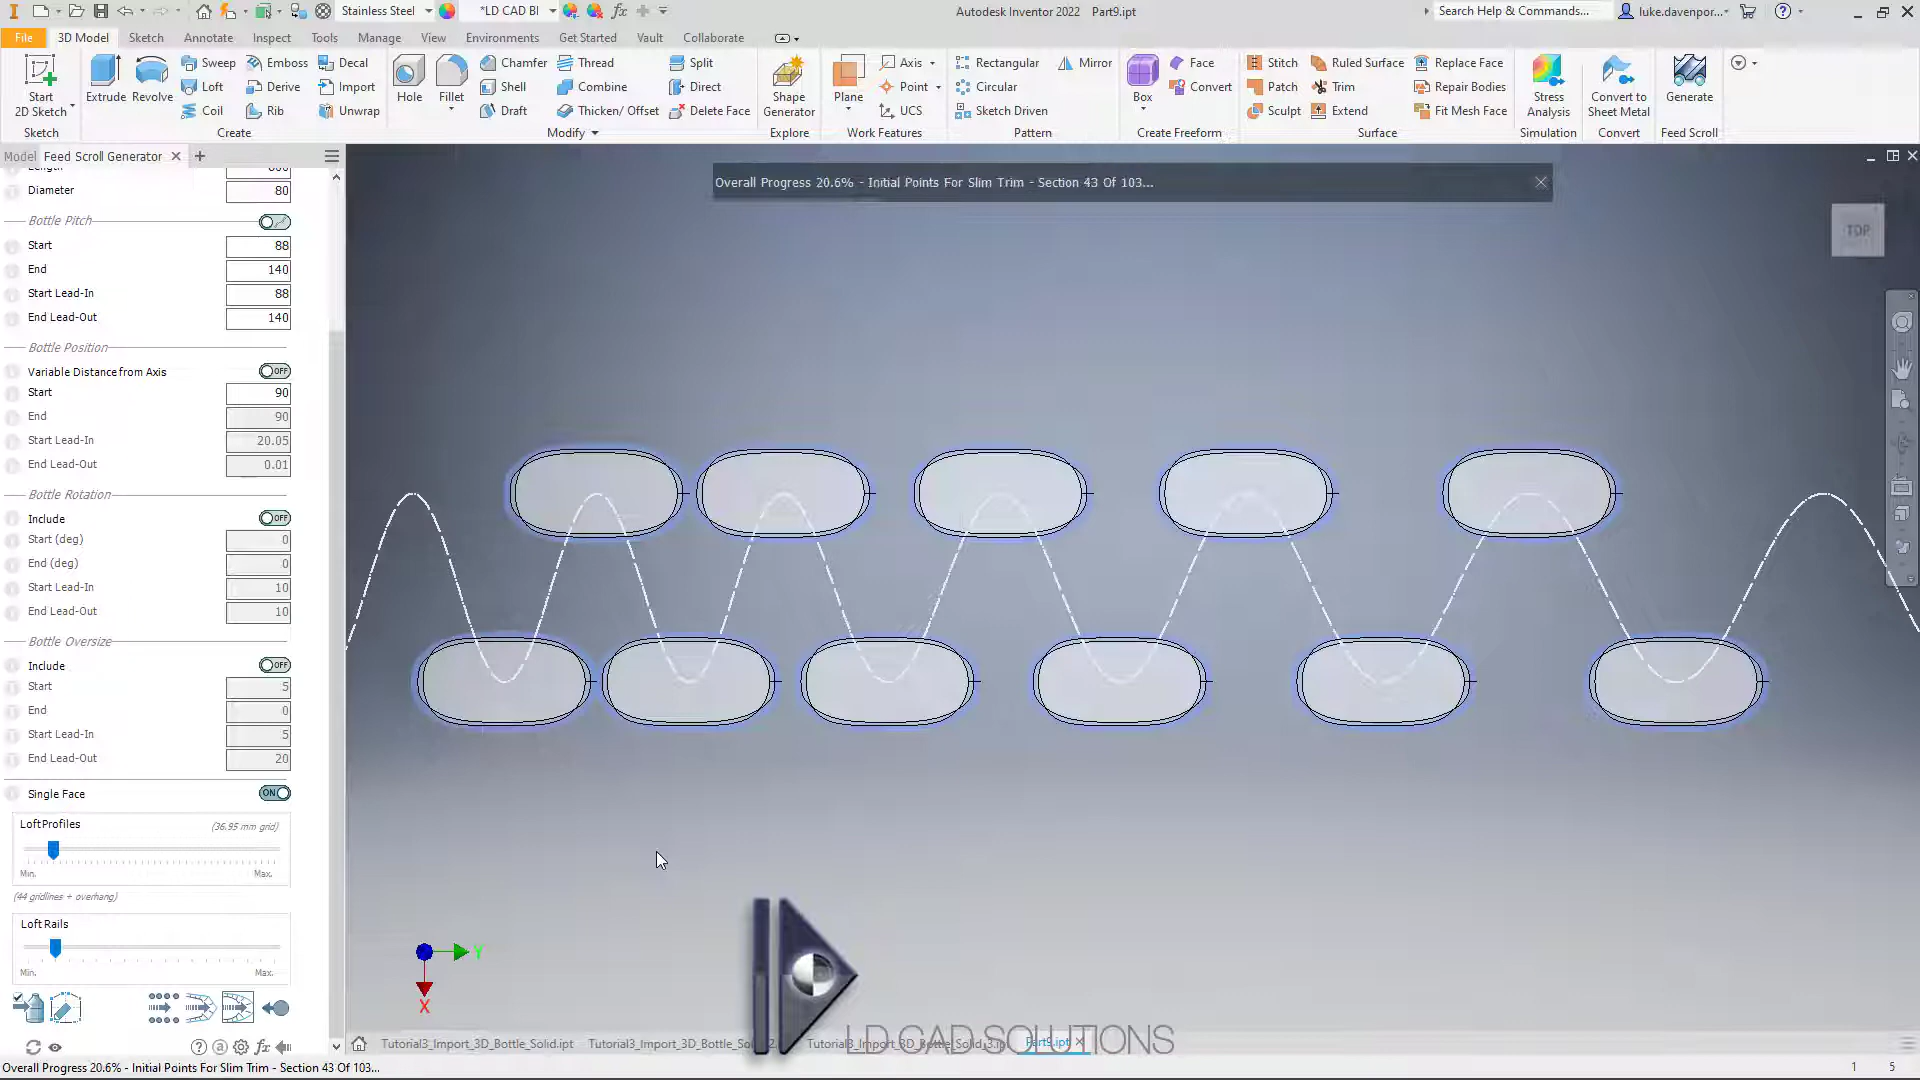 Stainless Steel
*LD CAD Bl
Autodesk Inventor 2022 Part9.ipt
Search Help & Commands...
luke.davenpor...
File 3D Model Sketch Annotate Inspect Tools Manage View Environments Get Started Vault Collaborate
Start
2D Sketch
Extrude
Revolve
Sweep
Loft
Coil
Emboss
Derive
Rib
Decal
Import
Unwrap
Hole
Fillet
Chamfer
Shell
Draft
Thread
Combine
Thicken/ Offset
Split
Direct
Delete Face
Shape
Generator
Plane
Axis
Point
UCS
Rectangular
Circular
Sketch Driven
Mirror
Box
Face
Convert
Stitch
Patch
Sculpt
Ruled Surface
Trim
Extend
Replace Face
Repair Bodies
Fit Mesh Face
Stress
Analysis
Convert to
Sheet Metal
Generate
Sketch Create Modify Explore Work Features Pattern Create Freeform Surface Simulation Convert Feed Scroll
Model Feed Scroll Generator
Diameter 80
Bottle Pitch
Start 88
End 140
Start Lead-In 88
End Lead-Out 140
Bottle Position
Variable Distance from Axis OFF
Start 90
End 90
Start Lead-In 20.05
End Lead-Out 0.01
Bottle Rotation
Include OFF
Start (deg) 0
End (deg) 0
Start Lead-In 10
End Lead-Out 10
Bottle Oversize
Include OFF
Start 5
End 0
Start Lead-In 5
End Lead-Out 20
Single Face ON
Loft Profiles (36.95 mm grid)
Min. Max.
(44 gridlines + overhang)
Loft Rails
Min. Max.
Overall Progress 20.6% - Initial Points For Slim Trim - Section 43 Of 103...
TOP
Y
X
LD CAD SOLUTIONS
Tutorial3_Import_3D_Bottle_Solid.ipt
Part9.ipt
Overall Progress 20.6% - Initial Points For Slim Trim - Section 43 Of 103...
1 5